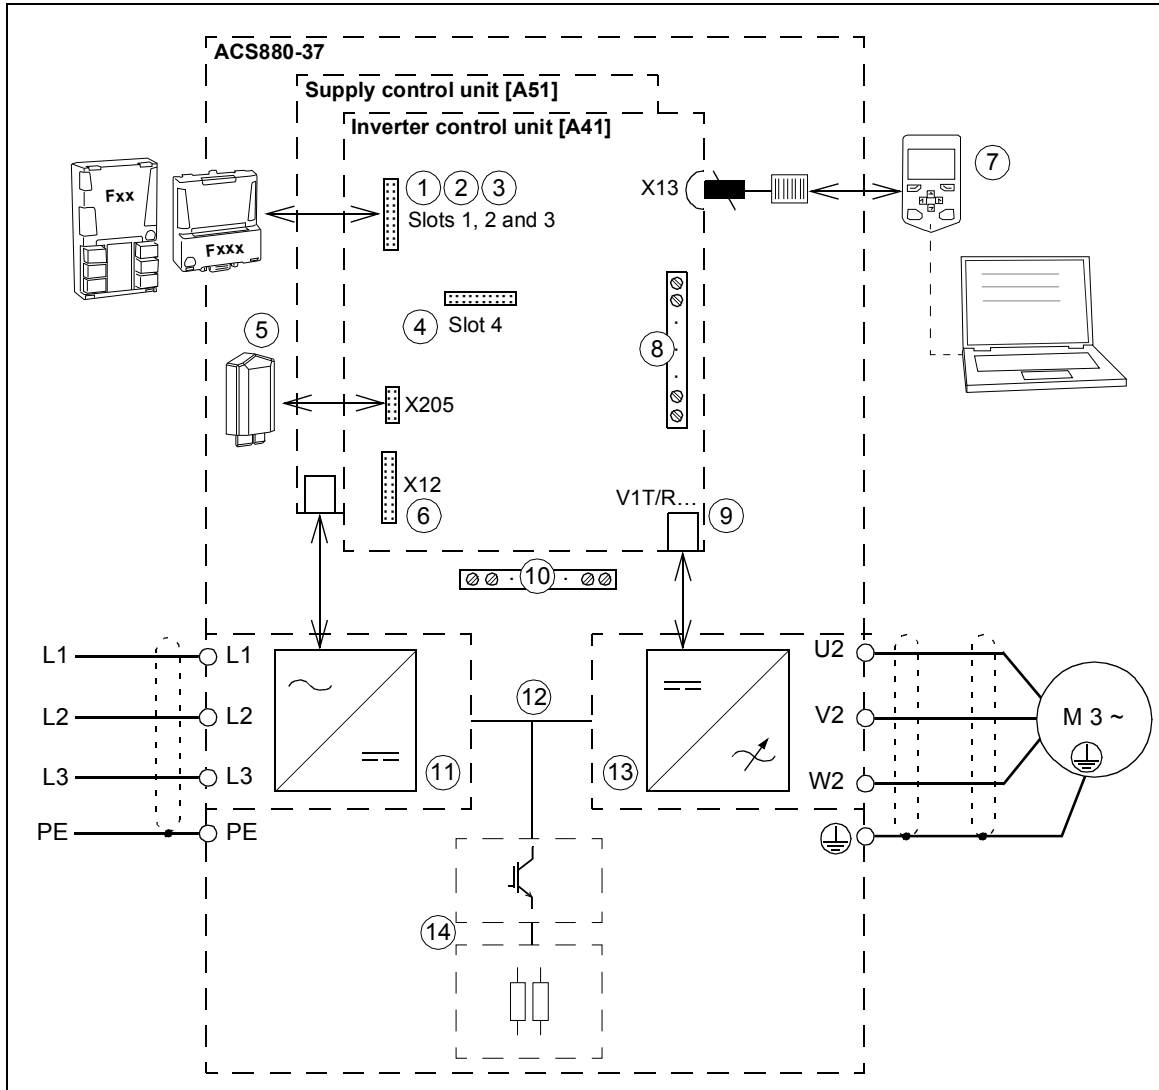 ACS880-37
Supply control unit [A51]
Inverter control unit [A41]
Fxx
Fxxx
1 2 3
Slots 1, 2 and 3
X13
7
4 Slot 4
5
8
X205
X12
6
V1T/R…
9
10
L1 L1
L2 L2
L3 L3
PE PE
11
12
13
U2
V2
W2
M 3 ~
14